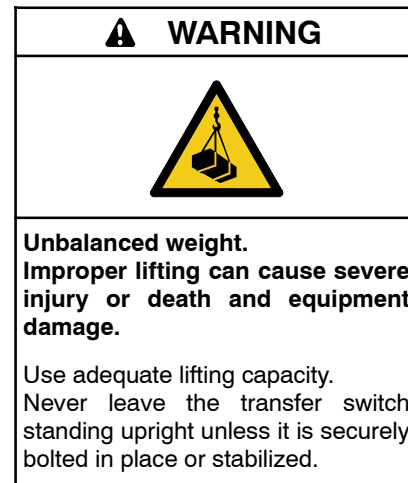 WARNING
Unbalanced weight.
Improper lifting can cause severe
injury or death and equipment
damage.
Use adequate lifting capacity.
Never leave the transfer switch
standing upright unless it is securely
bolted in place or stabilized.